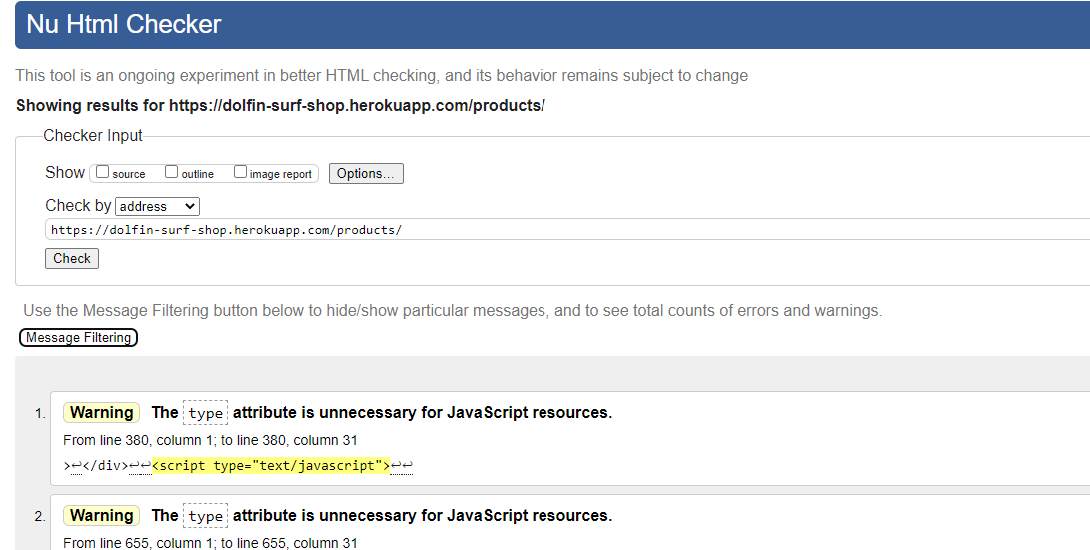 Nu Html Checker
This tool is an ongoing experiment in better HTML checking, and its behavior remains subject to change
Showing results for https://dolfin-surf-shop.herokuapp.com/products/
Checker Input
Show source outline image report Options...
Check by address
https://dolfin-surf-shop.herokuapp.com/products/
Check
Use the Message Filtering button below to hide/show particular messages, and to see total counts of errors and warnings.
Message Filtering
1. Warning The type attribute is unnecessary for JavaScript resources.
From line 380, column 1; to line 380, column 31
>↩</div>↩↩<script type="text/javascript">↩↩
2. Warning The type attribute is unnecessary for JavaScript resources.
From line 655, column 1; to line 655, column 31